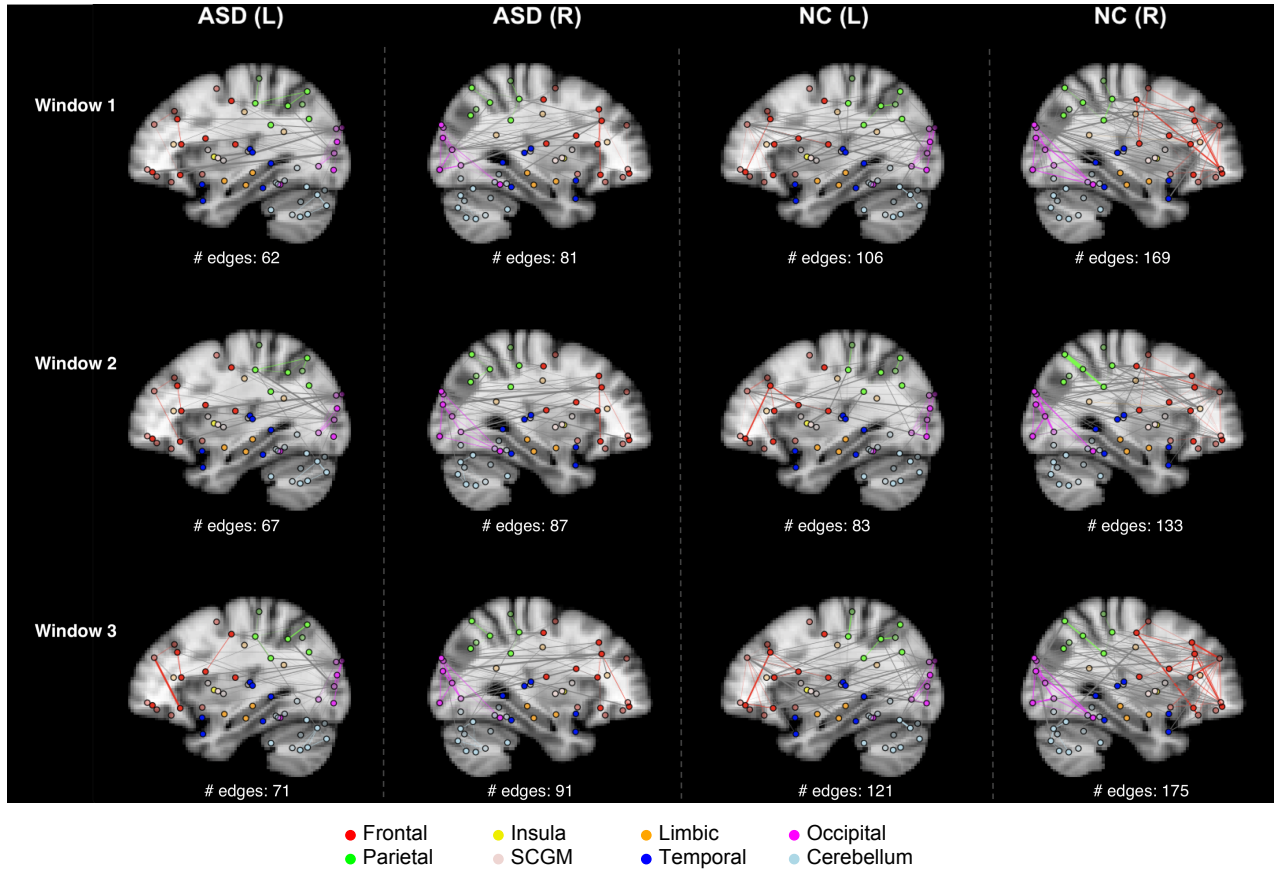 ASD (L) ASD (R) NC (L) NC (R)
Window 1
# edges: 62 # edges: 81 # edges: 106 # edges: 169
Window 2
# edges: 67 # edges: 87 # edges: 83 # edges: 133
Window 3
# edges: 71 # edges: 91 # edges: 121 # edges: 175
Frontal Insula Limbic Occipital
Parietal SCGM Temporal Cerebellum